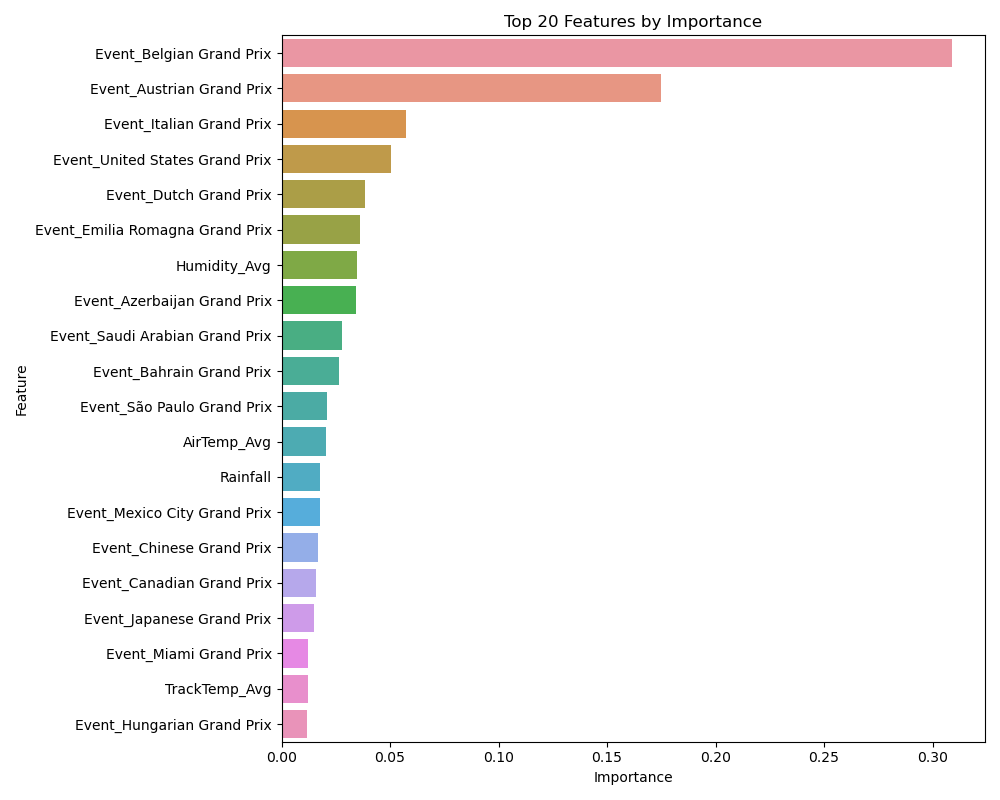 Top 20 Features by Importance
Feature
Event_Belgian Grand Prix
Event_Austrian Grand Prix
Event_Italian Grand Prix
Event_United States Grand Prix
Event_Dutch Grand Prix
Event_Emilia Romagna Grand Prix
Humidity_Avg
Event_Azerbaijan Grand Prix
Event_Saudi Arabian Grand Prix
Event_Bahrain Grand Prix
Event_São Paulo Grand Prix
AirTemp_Avg
Rainfall
Event_Mexico City Grand Prix
Event_Chinese Grand Prix
Event_Canadian Grand Prix
Event_Japanese Grand Prix
Event_Miami Grand Prix
TrackTemp_Avg
Event_Hungarian Grand Prix
0.00 0.05 0.10 0.15 0.20 0.25 0.30
Importance